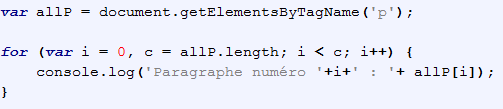 var allP = document.getElementsByTagName('p');
for (var i = 0, c = allP.length; i < c; i++) {
console.log('Paragraphe numéro '+i+' : '+ allP[i]);
}